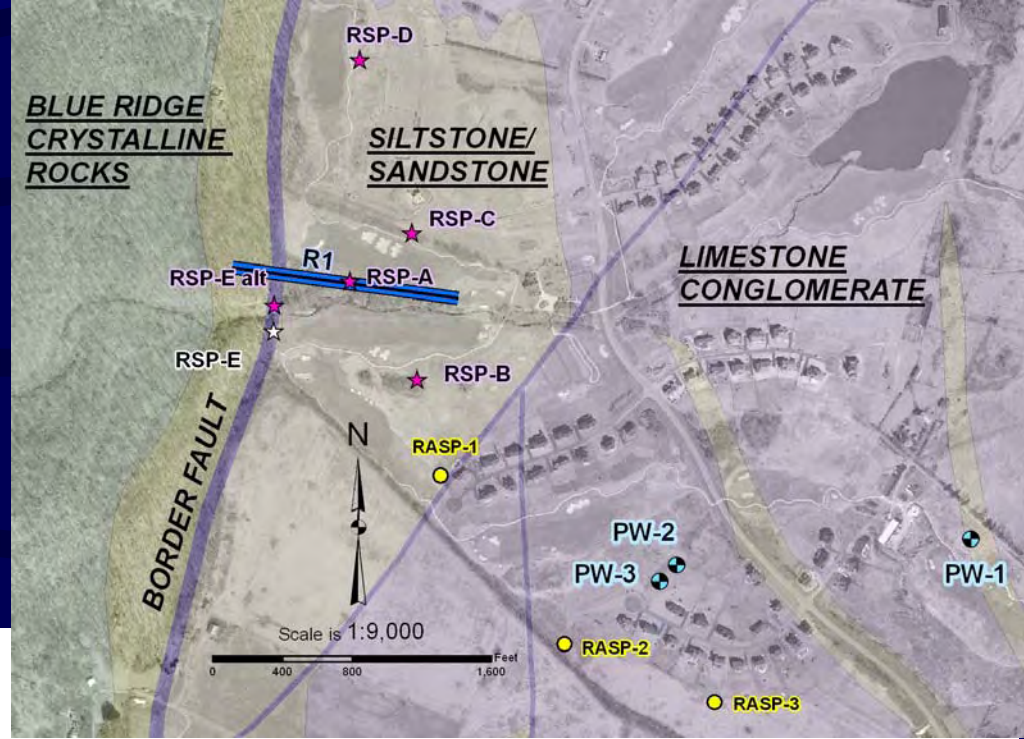 RSP-D
BLUE RIDGE
CRYSTALLINE
ROCKS
SILTSTONE/
SANDSTONE
RSP-C
R1
RSP-E alt
RSP-A
LIMESTONE
CONGLOMERATE
RSP-E
RSP-B
BORDER FAULT
N
RASP-1
PW-2
PW-3
PW-1
Scale is 1:9,000
Feet
0 400 800 1,600
RASP-2
RASP-3